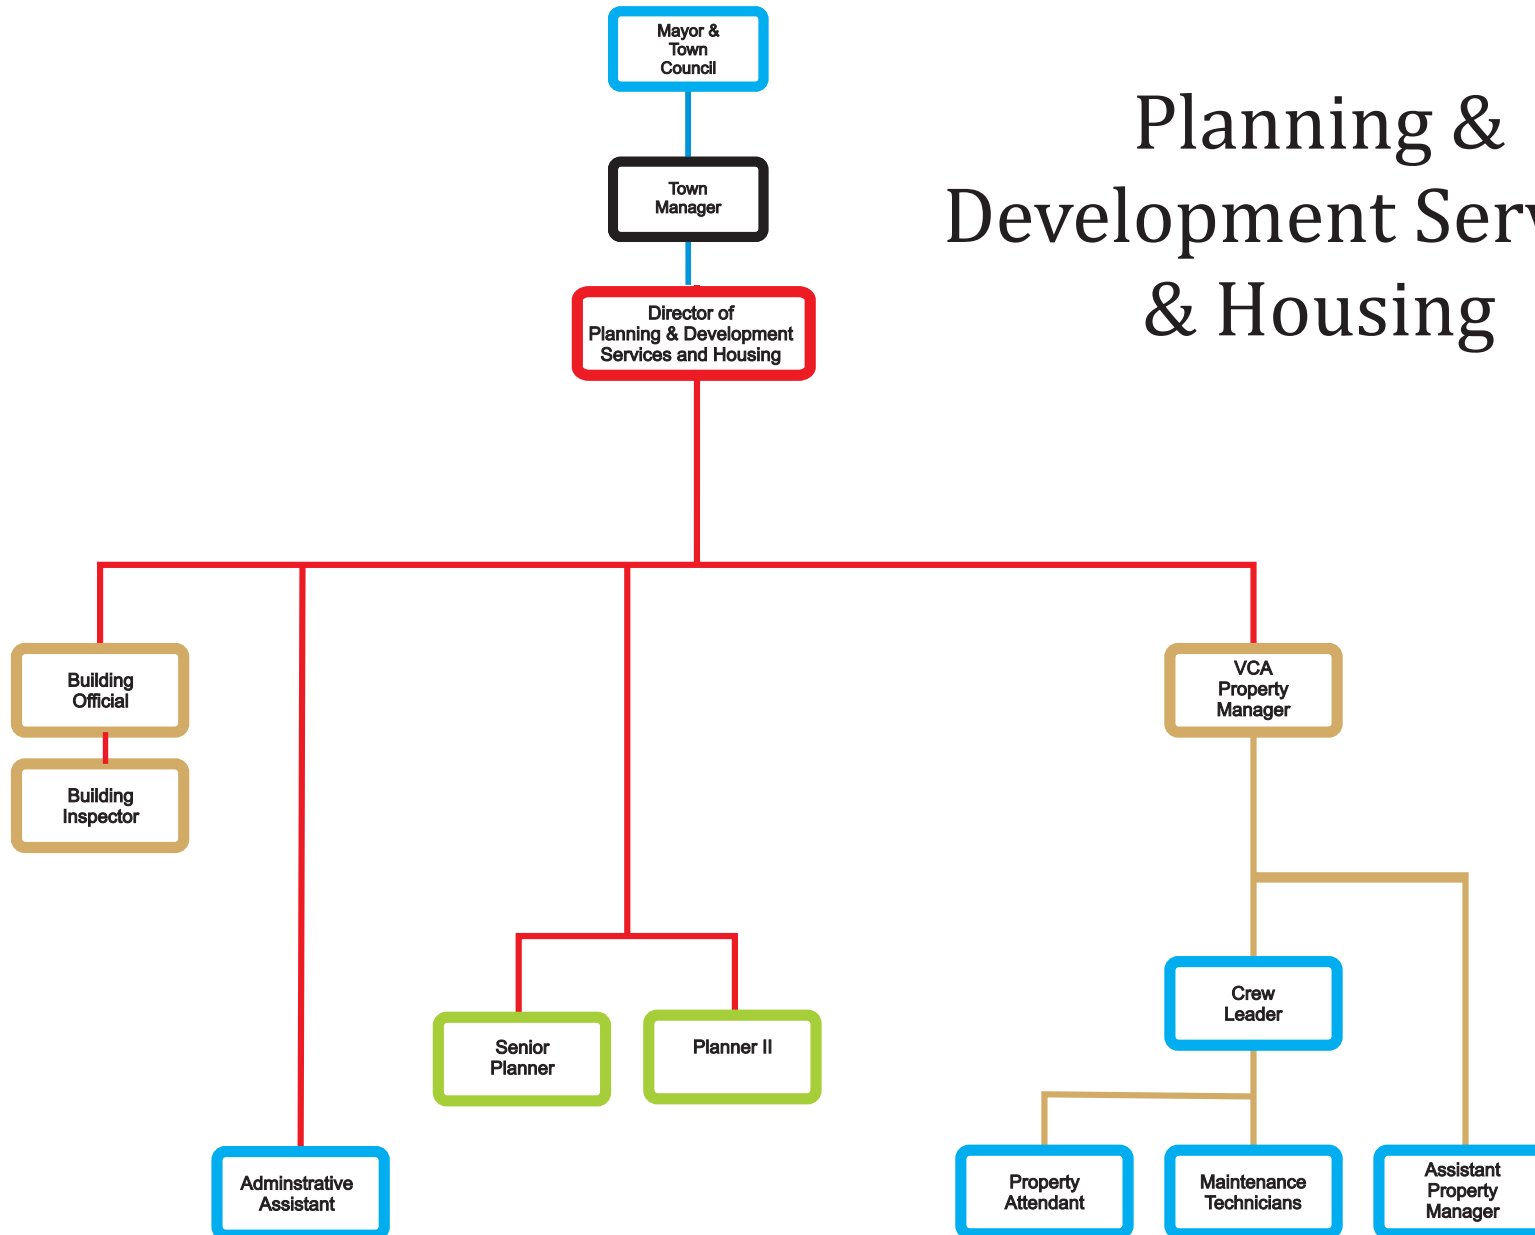 Mayor &
Town
Council
Planning &
Development Serv
& Housing
Town
Manager
Director of
Planning & Development
Services and Housing
Building
Official
VCA
Property
Manager
Building
Inspector
Crew
Leader
Senior
Planner
Planner II
Adminstrative
Assistant
Property
Attendant
Maintenance
Technicians
Assistant
Property
Manager